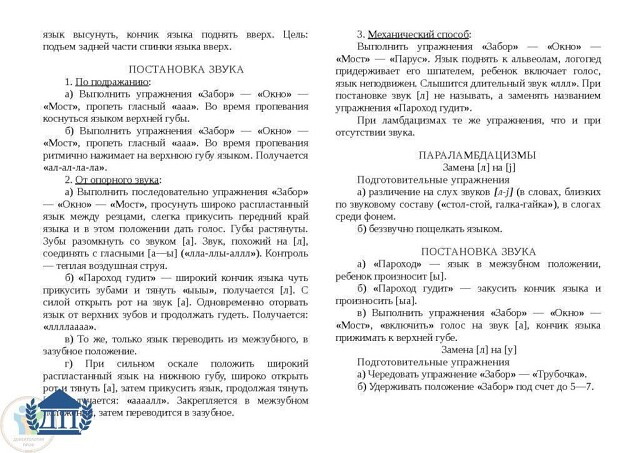 язык высунуть, кончик языка поднять вверх. Цель:
подъем задней части спинки языка вверх.
ПОСТАНОВКА ЗВУКА
1. По подражанию:
а) Выполнить упражнения «Забор» — «Окно» —
«Мост», пропеть гласный «ааа». Во время пропевания
коснуться языком верхней губы.
б) Выполнить упражнения «Забор» — «Окно» —
«Мост», пропеть гласный «ааа». Во время пропевания
ритмично нажимает на верхнюю губу языком. Получается
«ал-ал-ла-ла».
2. От опорного звука:
а) Выполнить последовательно упражнения «Забор»
— «Окно» — «Мост», просунуть широко распластанный
язык между резцами, слегка прикусить передний край
языка и в этом положении дать голос. Губы растянуты.
Зубы разомкнуть со звуком [а]. Звук, похожий на [л],
соединять с гласными [а—ы] («лла-ллы-аллл»). Контроль
— теплая воздушная струя.
б) «Пароход гудит» — широкий кончик языка чуть
прикусить зубами и тянуть «ыыы», получается [л]. С
силой открыть рот на звук [а]. Одновременно оторвать
язык от верхних зубов и продолжать гудеть. Получается:
«ллллаааа».
в) То же, только язык переводить из межзубного, в
зазубное положение.
г) При сильном оскале положить широкий
распластанный язык на нижнюю губу, широко открыть
рот и тянуть [а], затем прикусить язык, продолжая тянуть
«аааалл». Закрепляется в межзубном
затем переводится в зазубное.
ДП
3. Механический способ:
Выполнить упражнения «Забор» — «Окно» —
«Мост» — «Парус». Язык поднять к альвеолам, логопед
придерживает его шпателем, ребенок включает голос,
язык неподвижен. Слышится длительный звук «ллл». При
постановке звук [л] не называть, а заменять названием
упражнения «Пароход гудит».
При ламбдацизмах те же упражнения, что и при
отсутствии звука.
ПАРАЛАМБДАЦИЗМЫ
Замена [л] на [j]
Подготовительные упражнения
а) различение на слух звуков [л-j] (в словах, близких
по звуковому составу («стол-стой, галка-гайка»), в слогах
среди фонем.
б) беззвучно пощелкать языком.
ПОСТАНОВКА ЗВУКА
а) «Пароход» — язык в межзубном положении,
ребенок произносит [ы].
б) «Пароход гудит» — закусить кончик языка и
произносить [ыа].
в) Выполнить упражнения «Забор» — «Окно» —
«Мост», «включить» голос на звук [а], кончик языка
прижимать к верхней губе.
Замена [л] на [у]
Подготовительные упражнения
а) Чередовать упражнение «Забор» — «Трубочка».
б) Удерживать положение «Забор» под счет до 5—7.